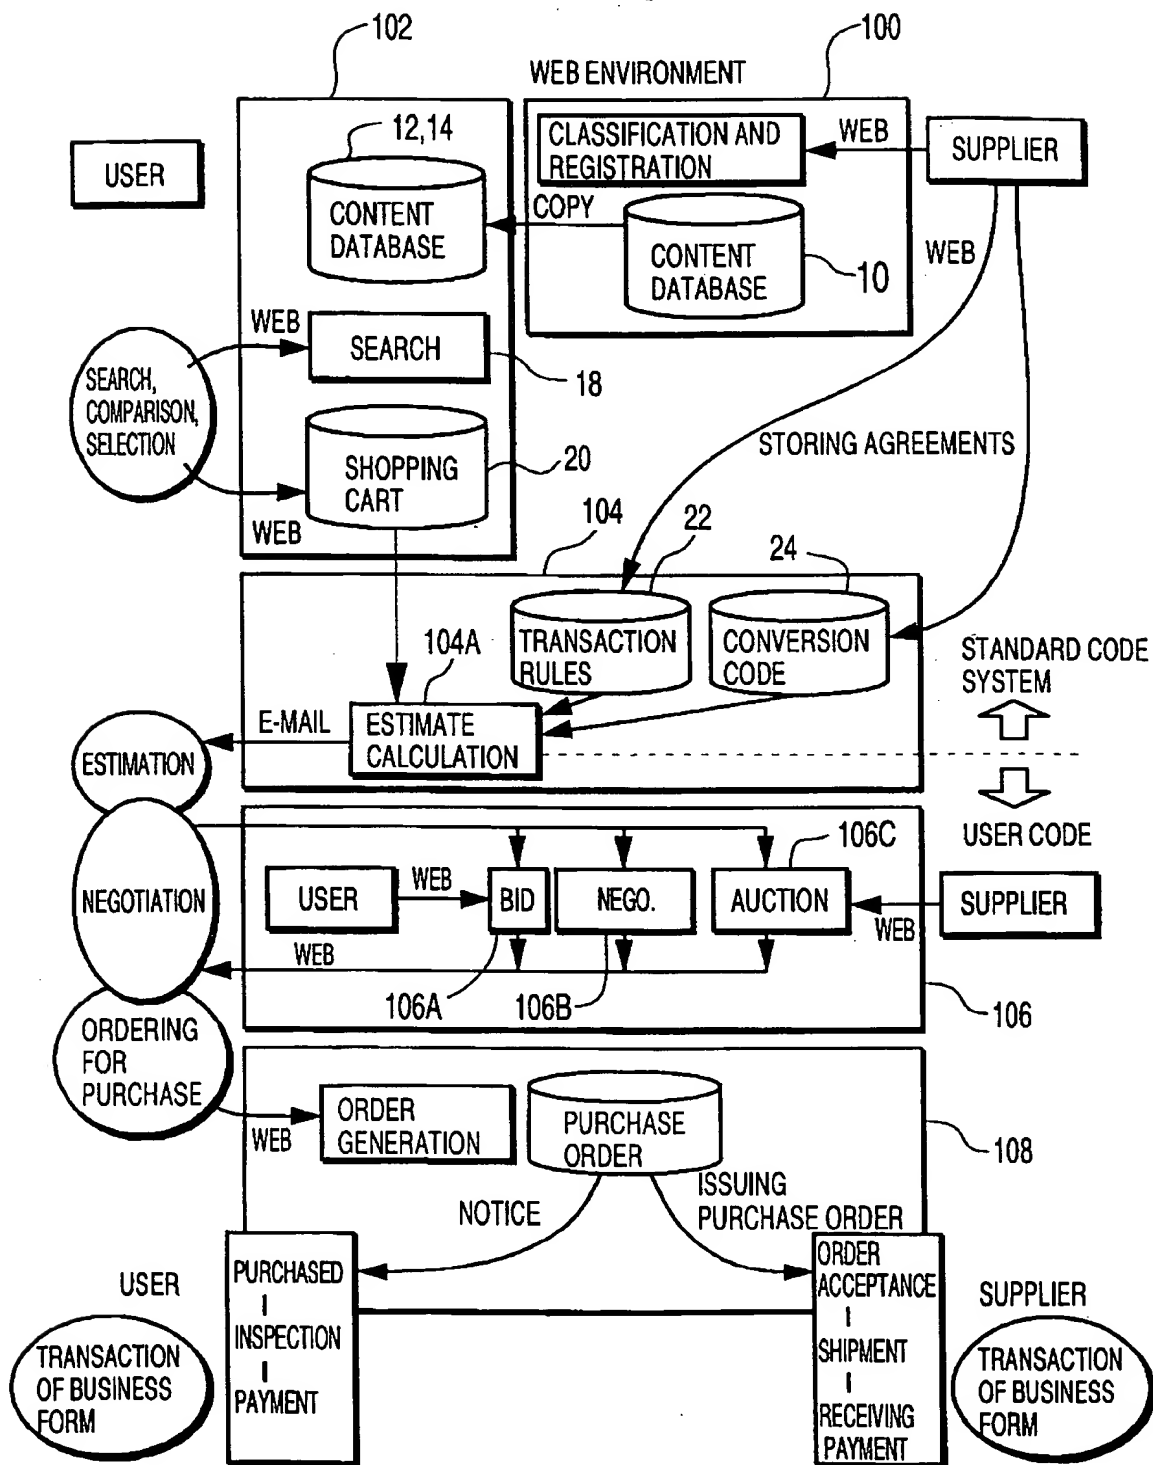 102
100
WEB ENVIRONMENT
12,14
CLASSIFICATION AND
REGISTRATION
WEB
SUPPLIER
USER
CONTENT
DATABASE
COPY
CONTENT
DATABASE
10
WEB
WEB
SEARCH
18
SEARCH,
COMPARISON,
SELECTION
STORING AGREEMENTS
SHOPPING
CART
20
WEB
104
22
24
104A
TRANSACTION
RULES
CONVERSION
CODE
STANDARD CODE
SYSTEM
E-MAIL
ESTIMATE
CALCULATION
ESTIMATION
USER CODE
106C
NEGOTIATION
USER
WEB
BID
NEGO.
AUCTION
WEB
SUPPLIER
WEB
106A
106B
106
ORDERING
FOR
PURCHASE
WEB
ORDER
GENERATION
PURCHASE
ORDER
108
NOTICE
ISSUING
PURCHASE ORDER
USER
PURCHASED
INSPECTION
PAYMENT
ORDER
ACCEPTANCE
SHIPMENT
RECEIVING
PAYMENT
SUPPLIER
TRANSACTION
OF BUSINESS
FORM
TRANSACTION
OF BUSINESS
FORM